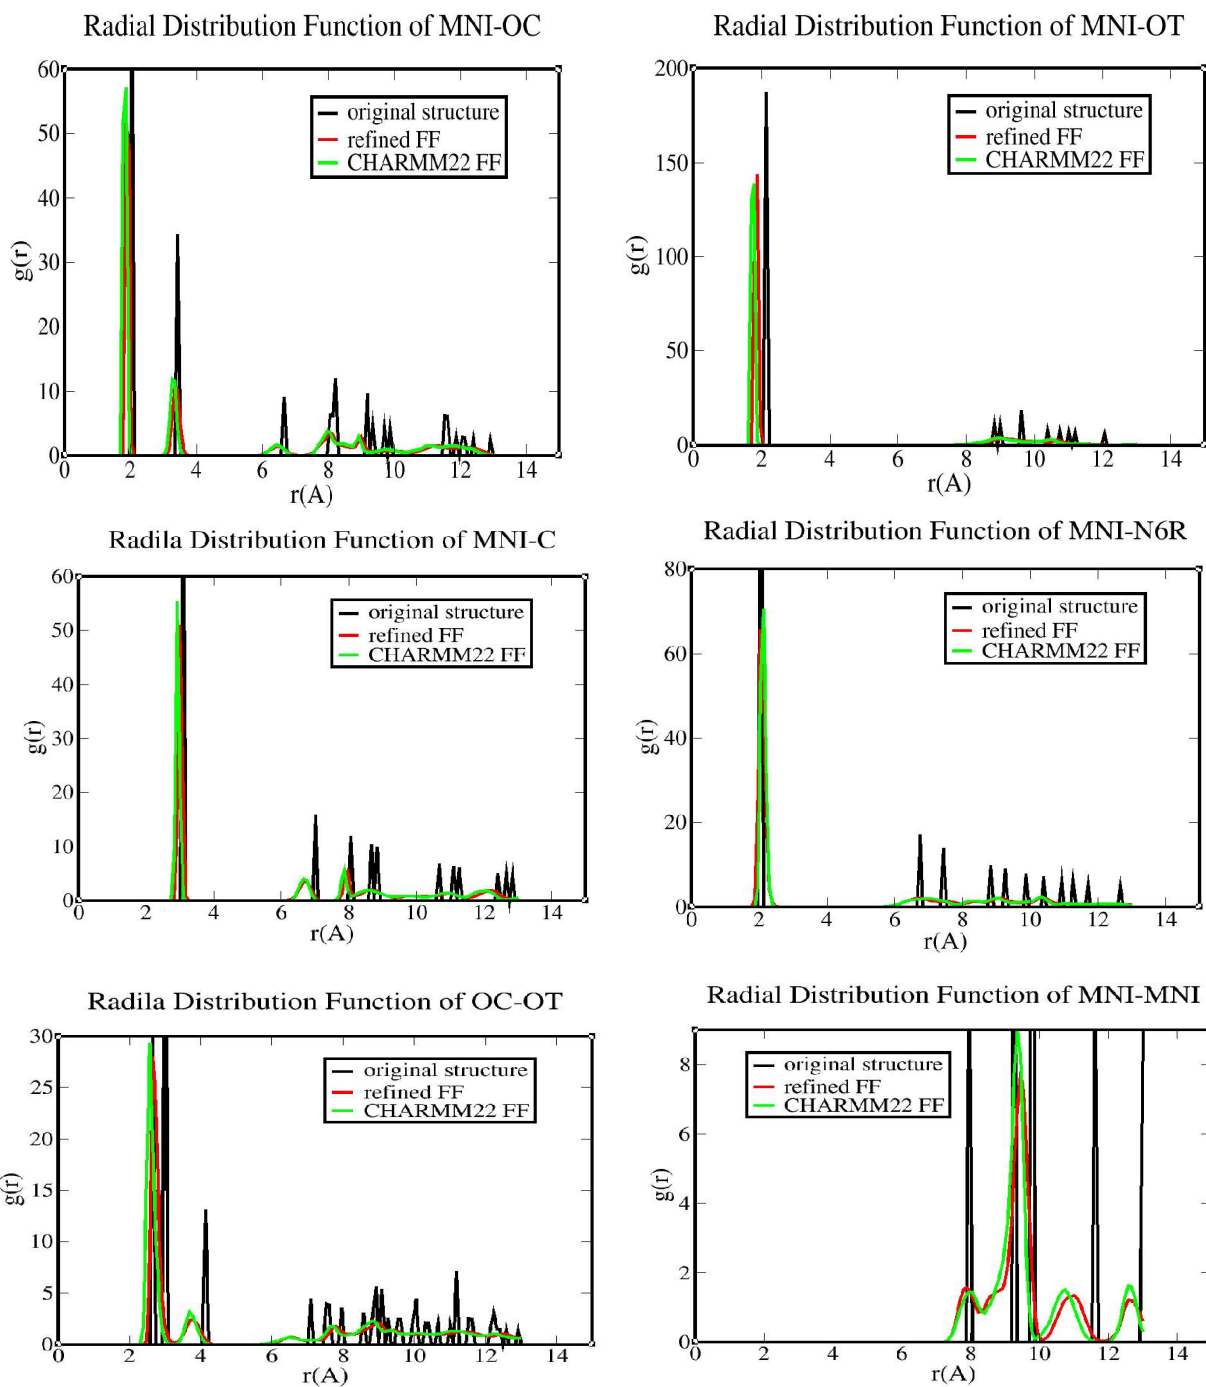 Radial Distribution Function of MNI-OC
60
50
40
30
20
10
0
g(r)
original structure
refined FF
CHARMM22 FF
0 2 4 6 8 10 12 14
r(A)
Radial Distribution Function of MNI-OT
200
150
100
50
0
g(r)
original structure
refined FF
CHARMM22 FF
0 2 4 6 8 10 12 14
r(A)
Radila Distribution Function of MNI-C
60
50
40
30
20
10
0
g(r)
original structure
refined FF
CHARMM22 FF
0 2 4 6 8 10 12 14
r(A)
Radial Distribution Function of MNI-N6R
80
60
40
20
0
g(r)
original structure
refined FF
CHARMM22 FF
0 2 4 6 8 10 12 14
r(A)
Radila Distribution Function of OC-OT
30
25
20
15
10
5
0
g(r)
original structure
refined FF
CHARMM22 FF
0 2 4 6 8 10 12 14
r(A)
Radial Distribution Function of MNI-MNI
8
6
4
2
0
g(r)
original structure
refined FF
CHARMM22 FF
0 2 4 6 8 10 12 14
r(A)